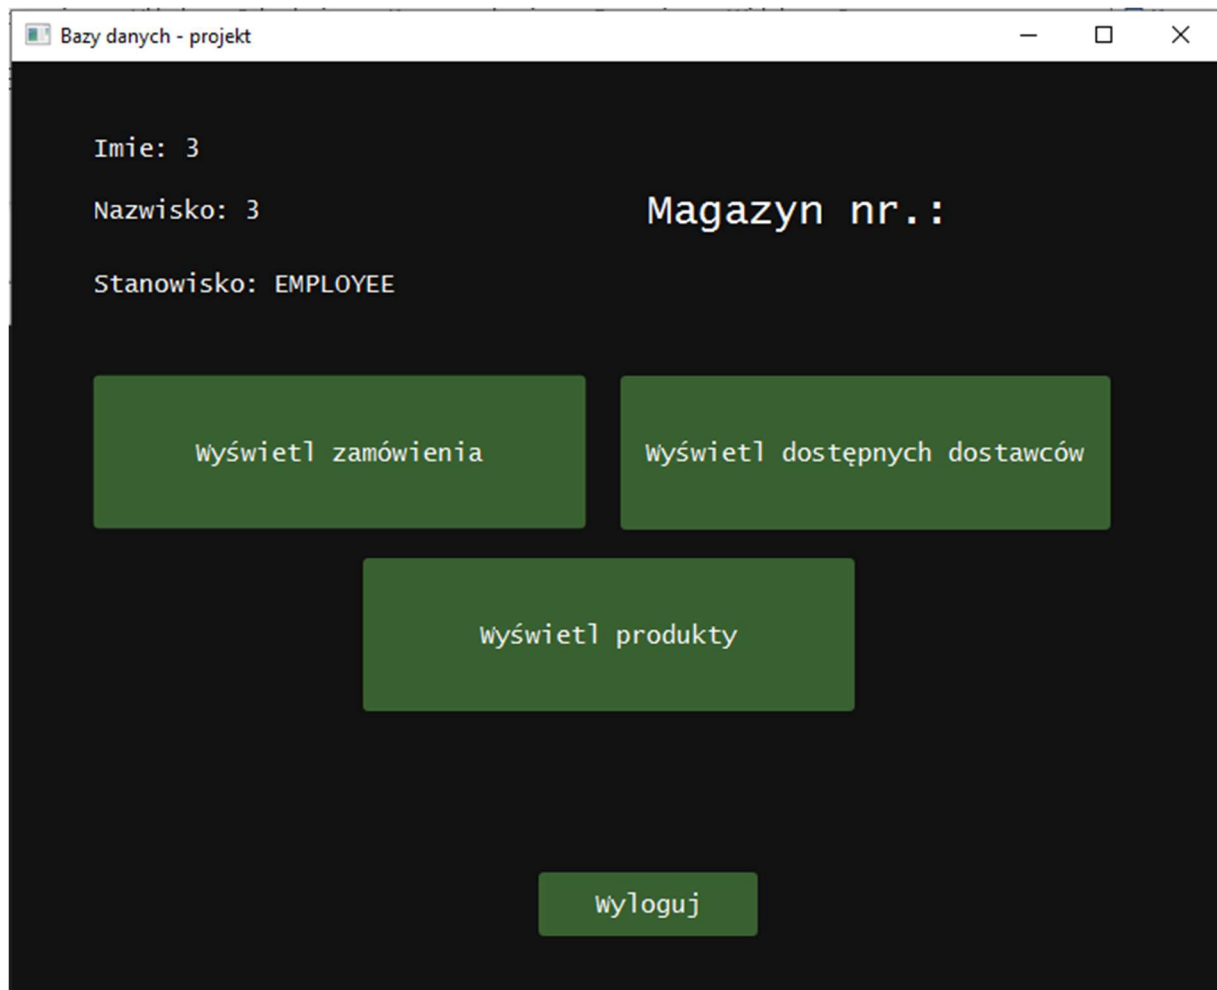 Bazy danych - projekt
Imie: 3
Nazwisko: 3
Magazyn nr.:
Stanowisko: EMPLOYEE
Wyświetl zamówienia
Wyświetl dostępnych dostawców
Wyświetl produkty
Wyloguj